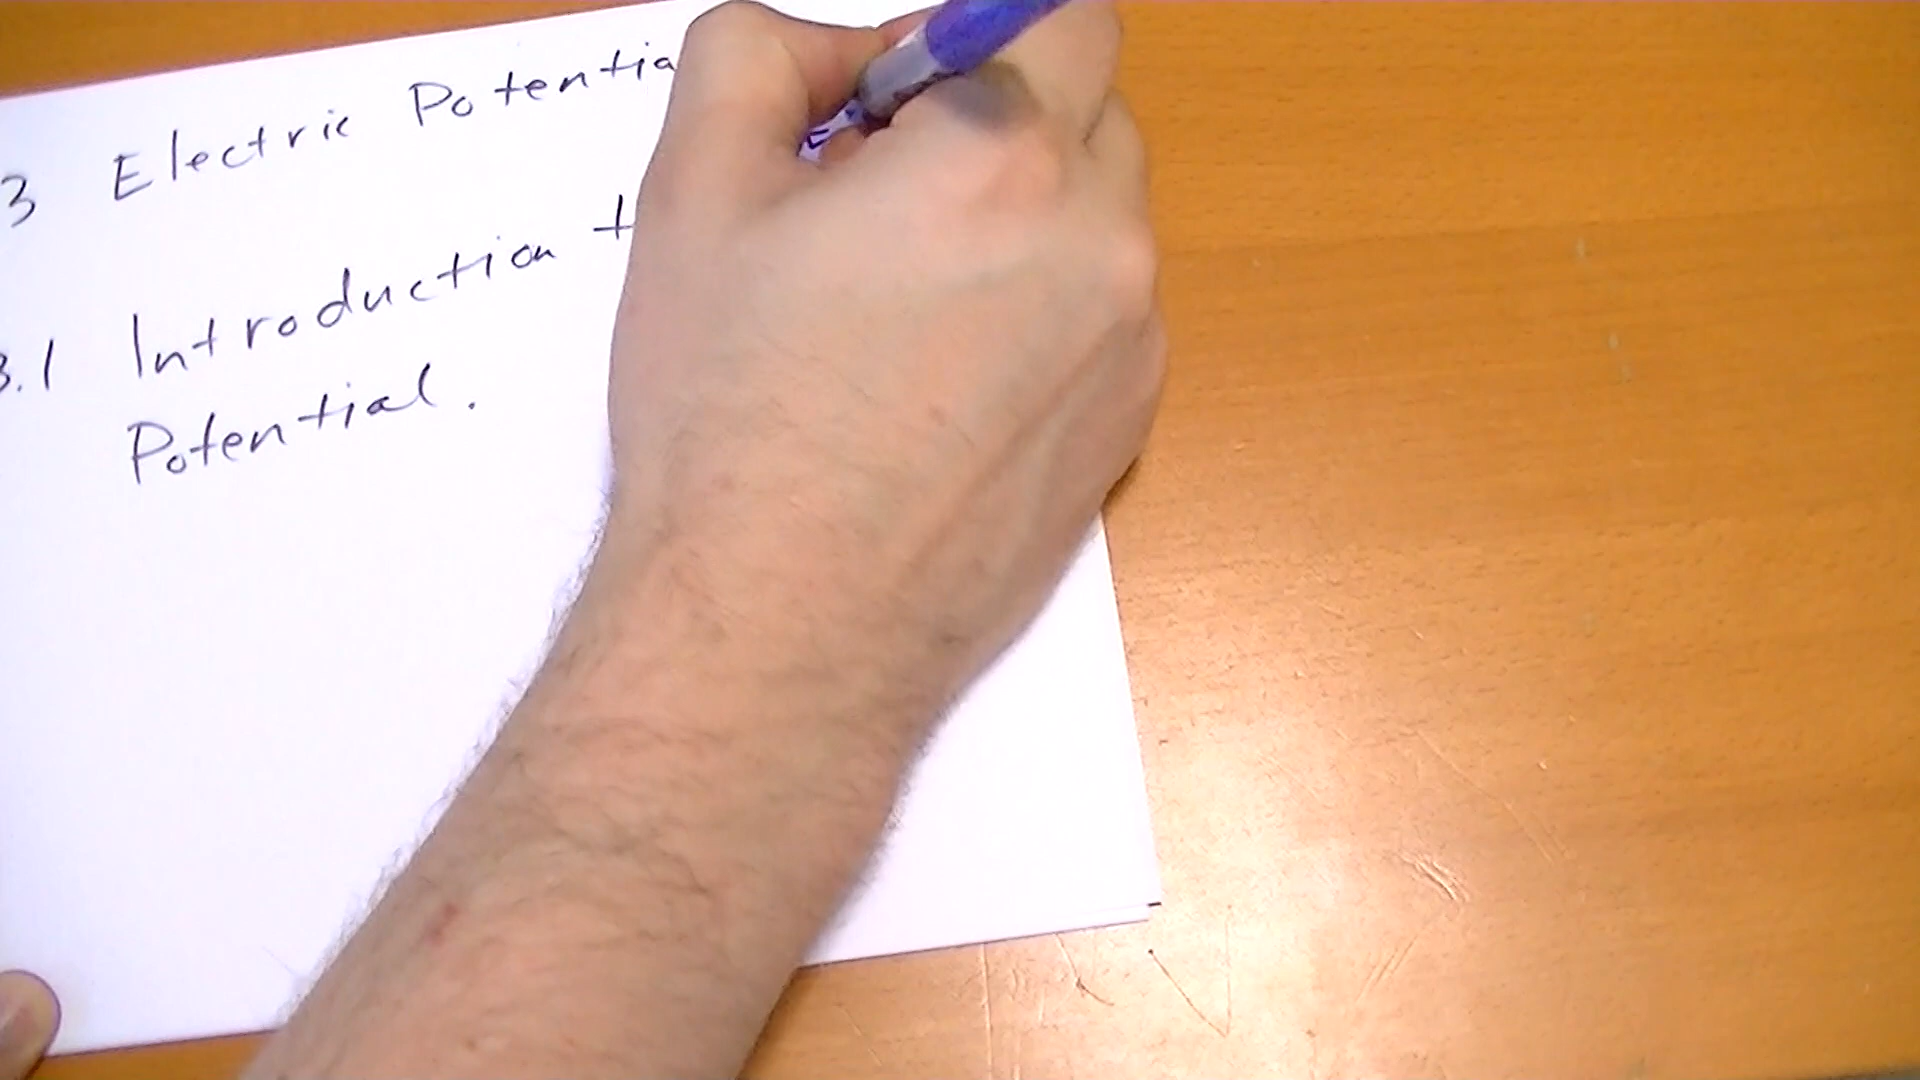 3 Electric Potentia
3.1 Introduction t
Potential.